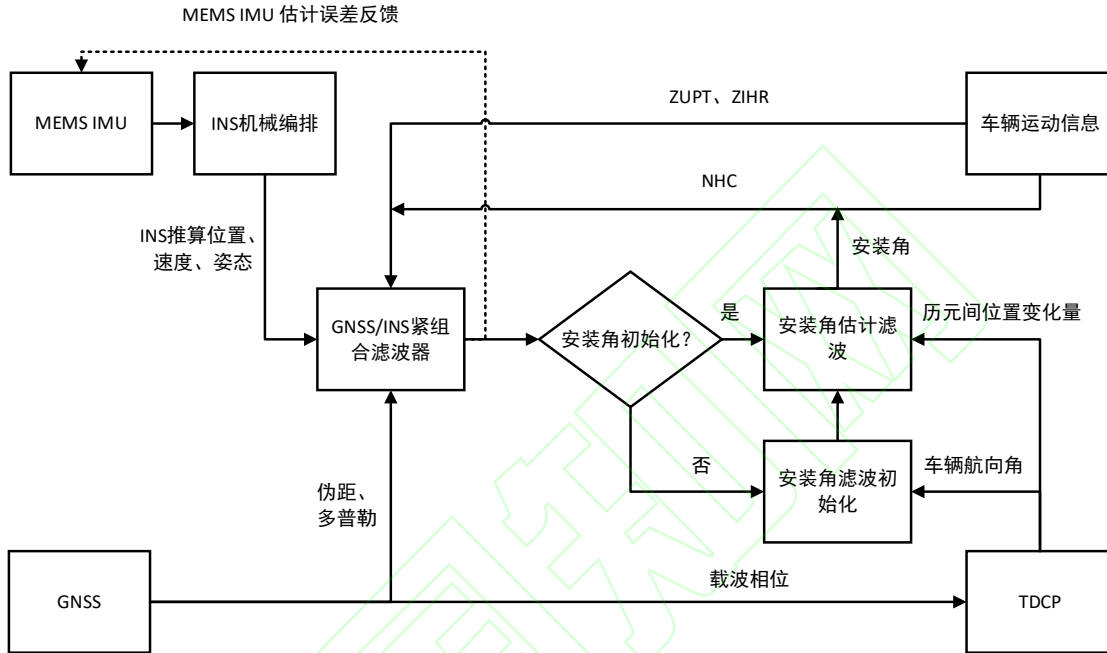 MEMS IMU 估计误差反馈
MEMS IMU
INS机械编排
ZUPT、ZIHR
车辆运动信息
NHC
INS推算位置、
速度、姿态
安装角
GNSS/INS紧组
合滤波器
安装角初始化?
是
安装角估计滤
波
历元间位置变化量
否
安装角滤波初
始化
车辆航向角
伪距、
多普勒
GNSS
载波相位
TDCP